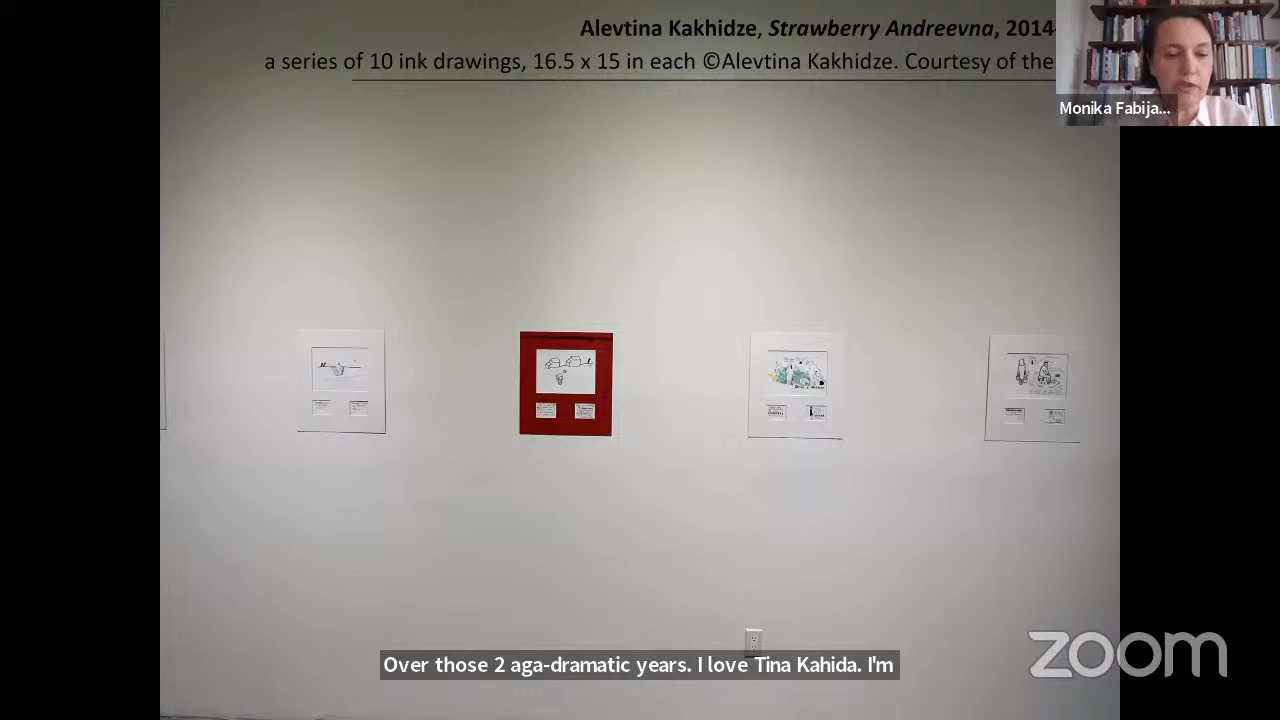 Alevtina Kakhidze, Strawberry Andreevna, 2014-
a series of 10 ink drawings, 16.5 x 15 in each ©Alevtina Kakhidze. Courtesy of the
Monika Fabija...
Over those 2 aga-dramatic years. I love Tina Kahida. I'm
zoom